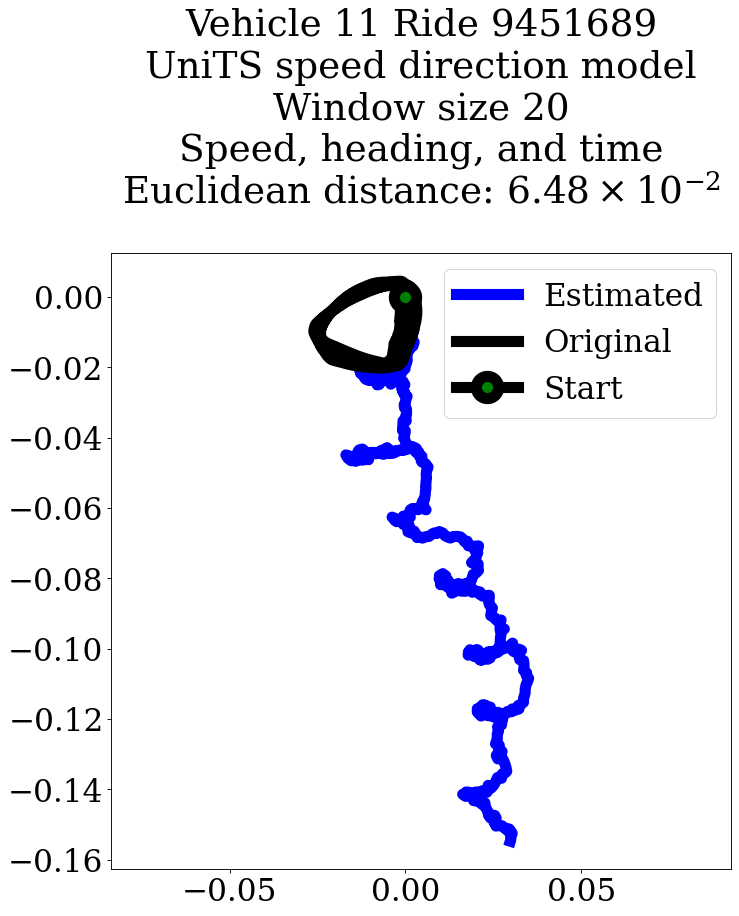 Vehicle 11 Ride 9451689
UniTS speed direction model
Window size 20
Speed, heading, and time
Euclidean distance: 6.48 × 10⁻²
Estimated
Original
Start
0.00
−0.02
−0.04
−0.06
−0.08
−0.10
−0.12
−0.14
−0.16
−0.05 0.00 0.05